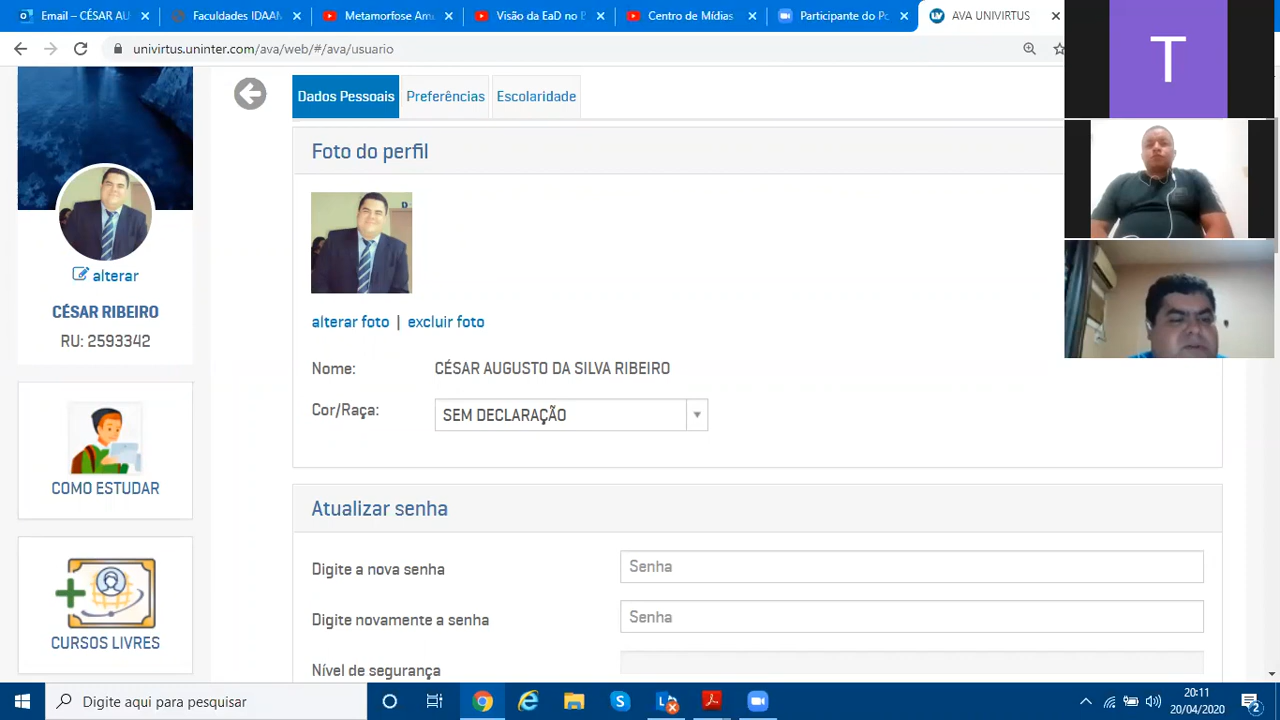 Email – CÉSAR AU
Faculdades IDAAM
Metamorfose Am
Visão da EaD no B
Centro de Mídias
Participante do Po
AVA UNIVIRTUS
univirtus.uninter.com/ava/web/#/ava/usuario
Dados Pessoais
Preferências
Escolaridade
T
Foto do perfil
alterar
alterar foto | excluir foto
CÉSAR RIBEIRO
RU: 2593342
Nome: CÉSAR AUGUSTO DA SILVA RIBEIRO
Cor/Raça: SEM DECLARAÇÃO
COMO ESTUDAR
Atualizar senha
Digite a nova senha Senha
Digite novamente a senha Senha
CURSOS LIVRES
Nível de segurança
Digite aqui para pesquisar
20:11
20/04/2020
2